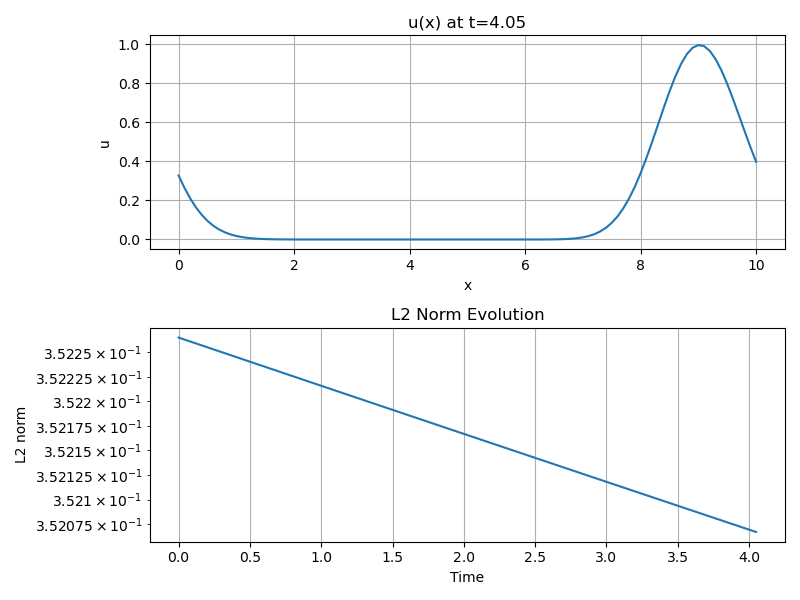 u(x) at t=4.05
1.0
0.8
0.6
0.4
0.2
0.0
u
0 2 4 6 8 10
x
L2 Norm Evolution
3.5225 × 10⁻¹
3.52225 × 10⁻¹
3.522 × 10⁻¹
3.52175 × 10⁻¹
3.5215 × 10⁻¹
3.52125 × 10⁻¹
3.521 × 10⁻¹
3.52075 × 10⁻¹
L2 norm
0.0 0.5 1.0 1.5 2.0 2.5 3.0 3.5 4.0
Time